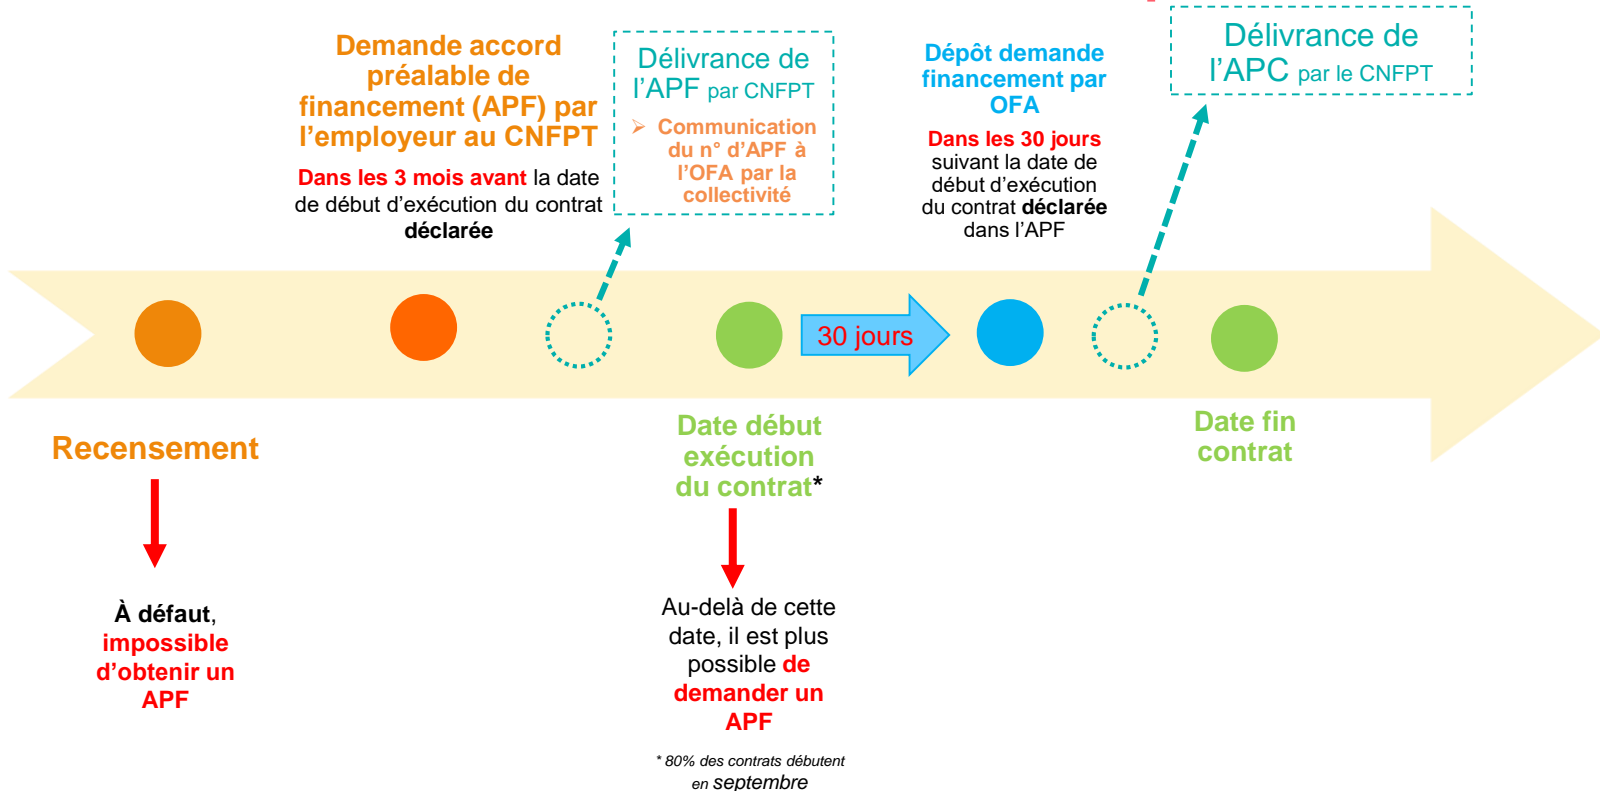 Demande accord
préalable de
financement (APF) par
l’employeur au CNFPT
Dans les 3 mois avant la date
de début d’exécution du contrat
déclarée
Délivrance de
l’APF par CNFPT
➢ Communication
du n° d’APF à
l’OFA par la
collectivité
Dépôt demande
financement par
OFA
Dans les 30 jours
suivant la date de
début d’exécution
du contrat déclarée
dans l’APF
Délivrance de
l’APC par le CNFPT
30 jours
Recensement
À défaut,
impossible
d’obtenir un
APF
Date début
exécution
du contrat*
Au-delà de cette
date, il est plus
possible de
demander un
APF
* 80% des contrats débutent
en septembre
Date fin
contrat